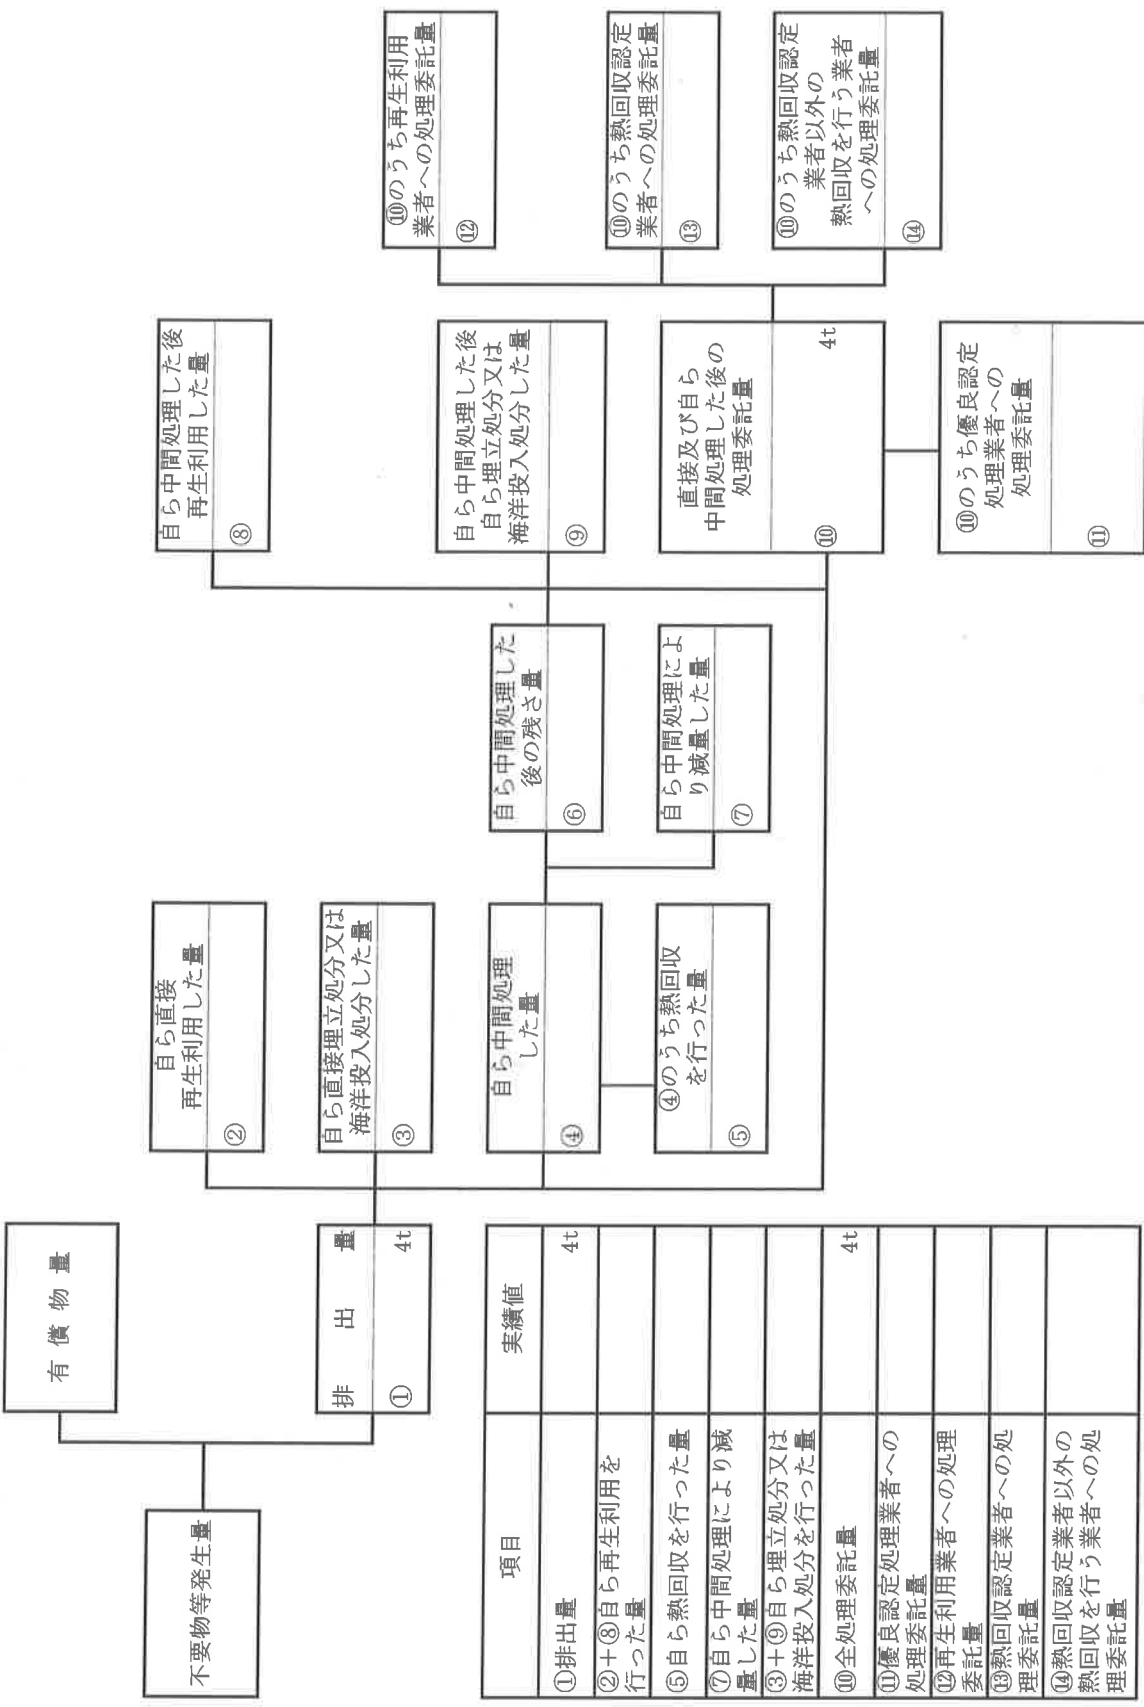 不要物等発生量
有償物量
排出量
① 4t
自ら直接
再生利用した量
②
自ら直接埋立処分又は
海洋投入処分した量
③
自ら中間処理
した量
④
④のうち熱回収
を行った量
⑤
自ら中間処理した
後の残さ量
⑥
自ら中間処理によ
り減量した量
⑦
自ら中間処理した後
再生利用した量
⑧
自ら中間処理した後
自ら埋立処分又は
海洋投入処分した量
⑨
直接及び自ら
中間処理した後の
処理委託量
⑩ 4t
⑩のうち優良認定
処理業者への
処理委託量
⑪
⑩のうち再生利用
業者への処理委託量
⑫
⑩のうち熱回収認定
業者への処理委託量
⑬
⑩のうち熱回収認定
業者以外の
熱回収を行う業者
への処理委託量
⑭
項目 実績値
①排出量 4t
②+⑧自ら再生利用を
行った量
⑤自ら熱回収を行った量
⑦自ら中間処理により減
量した量
③+⑨自ら埋立処分又は
海洋投入処分を行った量
⑩全処理委託量 4t
⑪優良認定処理業者への
処理委託量
⑫再生利用業者への処理
委託量
⑬熱回収認定業者への処
理委託量
⑭熱回収認定業者以外の
熱回収を行う業者への処
理委託量